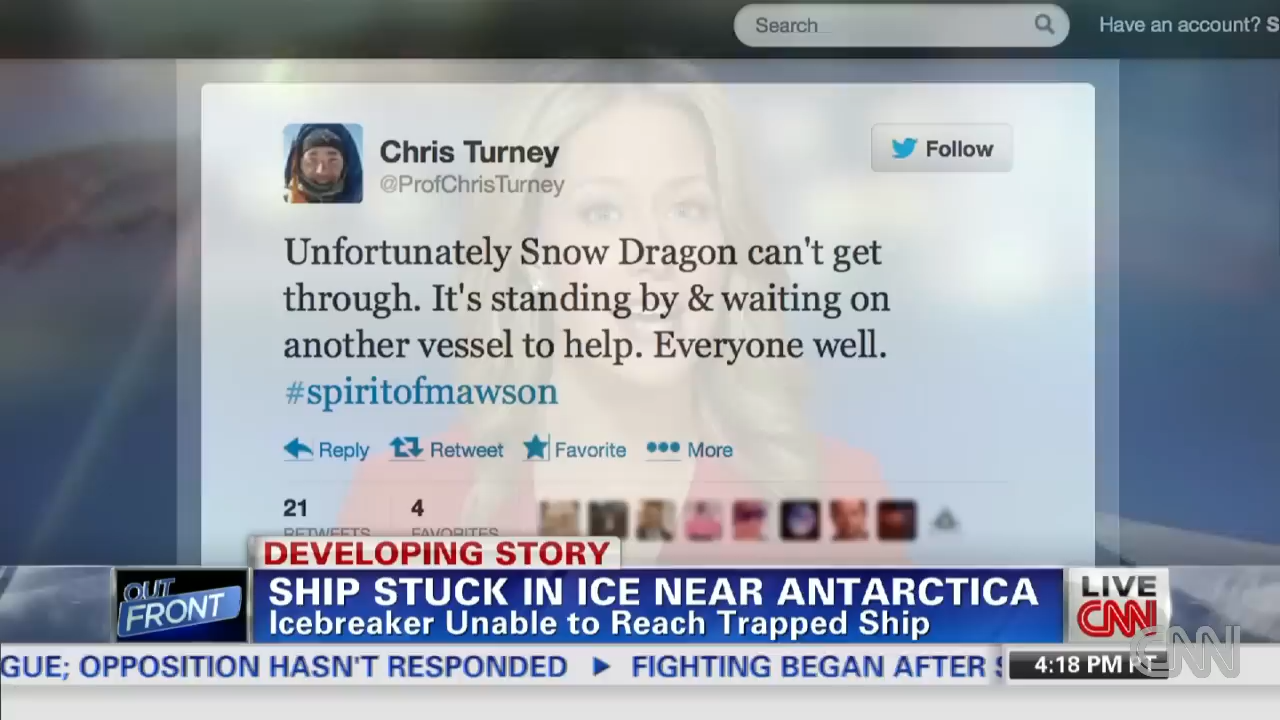 Search
Have an account? S
Chris Turney
@ProfChrisTurney
Follow
Unfortunately Snow Dragon can't get
through. It's standing by & waiting on
another vessel to help. Everyone well.
#spiritofmawson
Reply Retweet Favorite More
21 4
RETWEETS FAVORITES
DEVELOPING STORY
OUT
FRONT
SHIP STUCK IN ICE NEAR ANTARCTICA
Icebreaker Unable to Reach Trapped Ship
LIVE
CNN
GUE; OPPOSITION HASN'T RESPONDED ▶ FIGHTING BEGAN AFTER S
4:18 PM PT
CNN